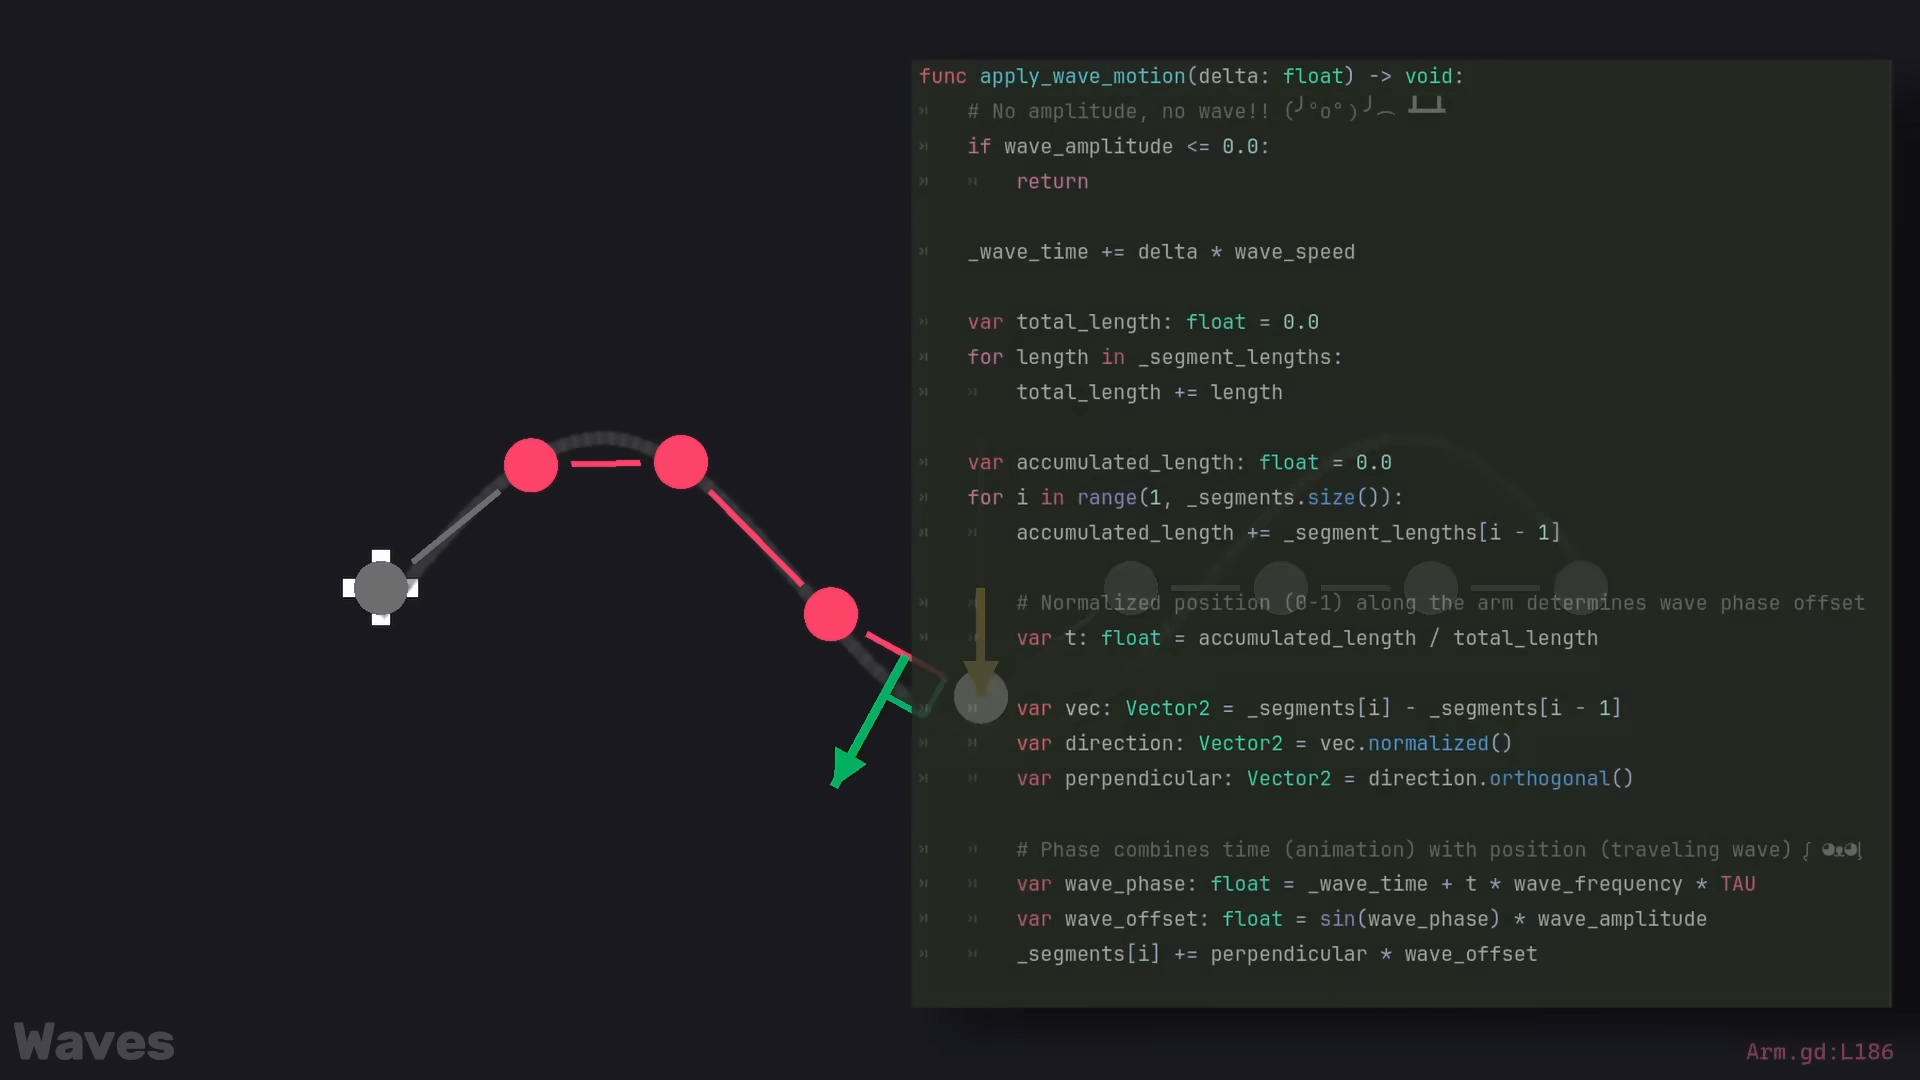 func apply_wave_motion(delta: float) -> void:
# No amplitude, no wave!! (╯°o°)╯︵ ┻━┻
if wave_amplitude <= 0.0:
return
_wave_time += delta * wave_speed
var total_length: float = 0.0
for length in _segment_lengths:
total_length += length
var accumulated_length: float = 0.0
for i in range(1, _segments.size()):
accumulated_length += _segment_lengths[i - 1]
# Normalized position (0-1) along the arm determines wave phase offset
var t: float = accumulated_length / total_length
var vec: Vector2 = _segments[i] - _segments[i - 1]
var direction: Vector2 = vec.normalized()
var perpendicular: Vector2 = direction.orthogonal()
# Phase combines time (animation) with position (traveling wave)
var wave_phase: float = _wave_time + t * wave_frequency * TAU
var wave_offset: float = sin(wave_phase) * wave_amplitude
_segments[i] += perpendicular * wave_offset
Waves
Arm.gd:L186